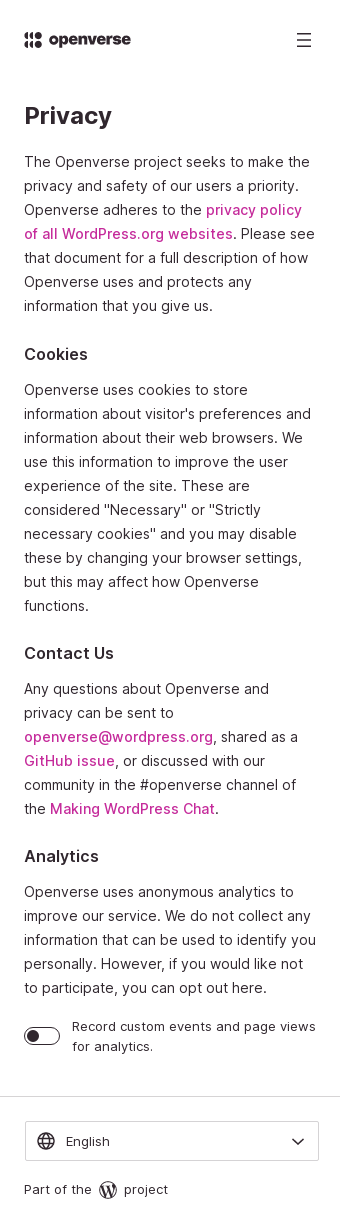 openverse
Privacy
The Openverse project seeks to make the
privacy and safety of our users a priority.
Openverse adheres to the privacy policy
of all WordPress.org websites. Please see
that document for a full description of how
Openverse uses and protects any
information that you give us.
Cookies
Openverse uses cookies to store
information about visitor's preferences and
information about their web browsers. We
use this information to improve the user
experience of the site. These are
considered "Necessary" or "Strictly
necessary cookies" and you may disable
these by changing your browser settings,
but this may affect how Openverse
functions.
Contact Us
Any questions about Openverse and
privacy can be sent to
openverse@wordpress.org, shared as a
GitHub issue, or discussed with our
community in the #openverse channel of
the Making WordPress Chat.
Analytics
Openverse uses anonymous analytics to
improve our service. We do not collect any
information that can be used to identify you
personally. However, if you would like not
to participate, you can opt out here.
Record custom events and page views
for analytics.
English
Part of the project